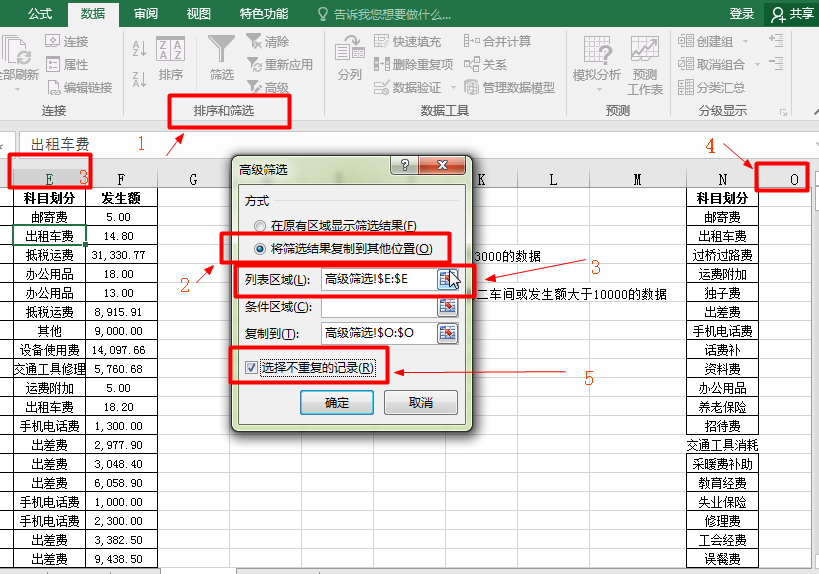 公式 数据 审阅 视图 特色功能 告诉我您想要做什么... 登录 共享
连接 清除 快速填充 合并计算 创建组
全部刷新 属性 排序 筛选 重新应用 分列 删除重复项 关系 模拟分析 预测 取消组合
编辑链接 高级 数据验证 管理数据模型 工作表 分类汇总
连接 排序和筛选 数据工具 预测 分级显示
出租车费 1
4
E 3 F G K L M N O
高级筛选
方式
在原有区域显示筛选结果(F)
将筛选结果复制到其他位置(O)
2
列表区域(L): 高级筛选!$E:$E
3
条件区域(C):
复制到(T): 高级筛选!$O:$O
选择不重复的记录(R)
5
确定 取消
3000的数据
二车间或发生额大于10000的数据
科目划分 发生额
邮寄费 5.00
出租车费 14.80
抵税运费 31,330.77
办公用品 18.00
办公用品 13.00
抵税运费 8,915.91
其他 9,000.00
设备使用费 14,097.66
交通工具修理 5,760.68
运费附加 5.00
出租车费 18.20
手机电话费 1,300.00
出差费 2,977.90
出差费 3,048.40
出差费 6,058.90
手机电话费 1,000.00
手机电话费 2,300.00
出差费 3,382.50
出差费 9,438.50
科目划分
邮寄费
出租车费
过桥过路费
运费附加
独子费
出差费
手机电话费
话费补
资料费
办公用品
养老保险
招待费
交通工具消耗
采暖费补助
教育经费
失业保险
修理费
工会经费
误餐费